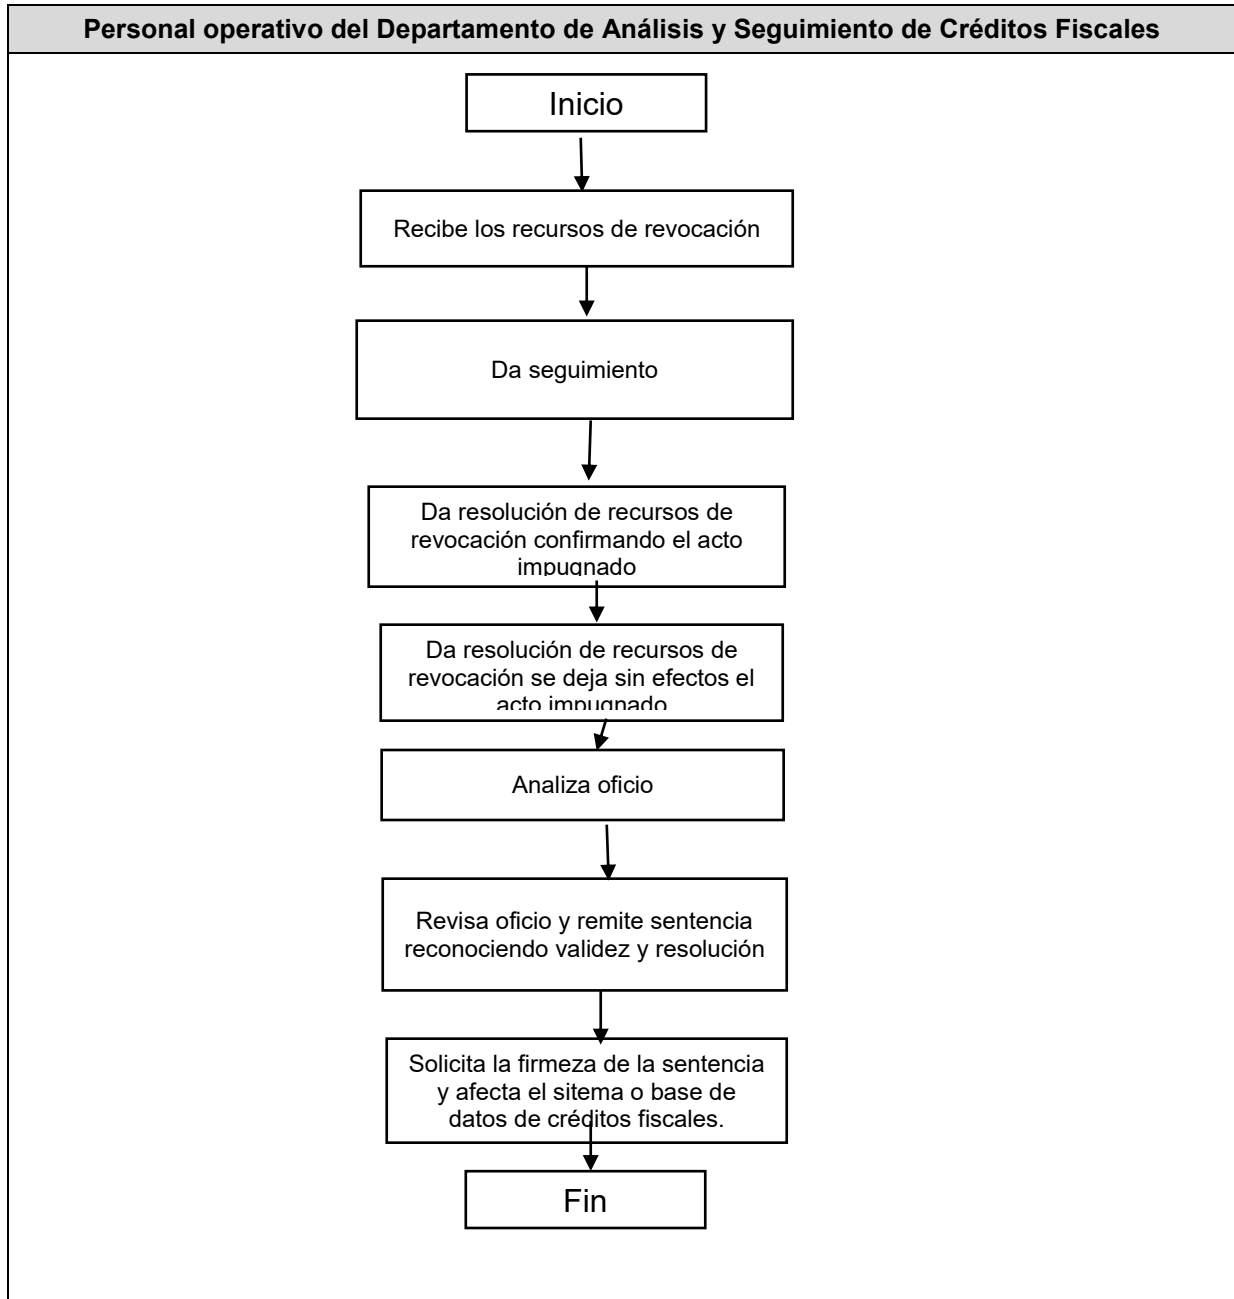 Personal operativo del Departamento de Análisis y Seguimiento de Créditos Fiscales
Inicio
Recibe los recursos de revocación
Da seguimiento
Da resolución de recursos de
revocación confirmando el acto
impugnado
Da resolución de recursos de
revocación se deja sin efectos el
acto impugnado
Analiza oficio
Revisa oficio y remite sentencia
reconociendo validez y resolución
Solicita la firmeza de la sentencia
y afecta el sitema o base de
datos de créditos fiscales.
Fin